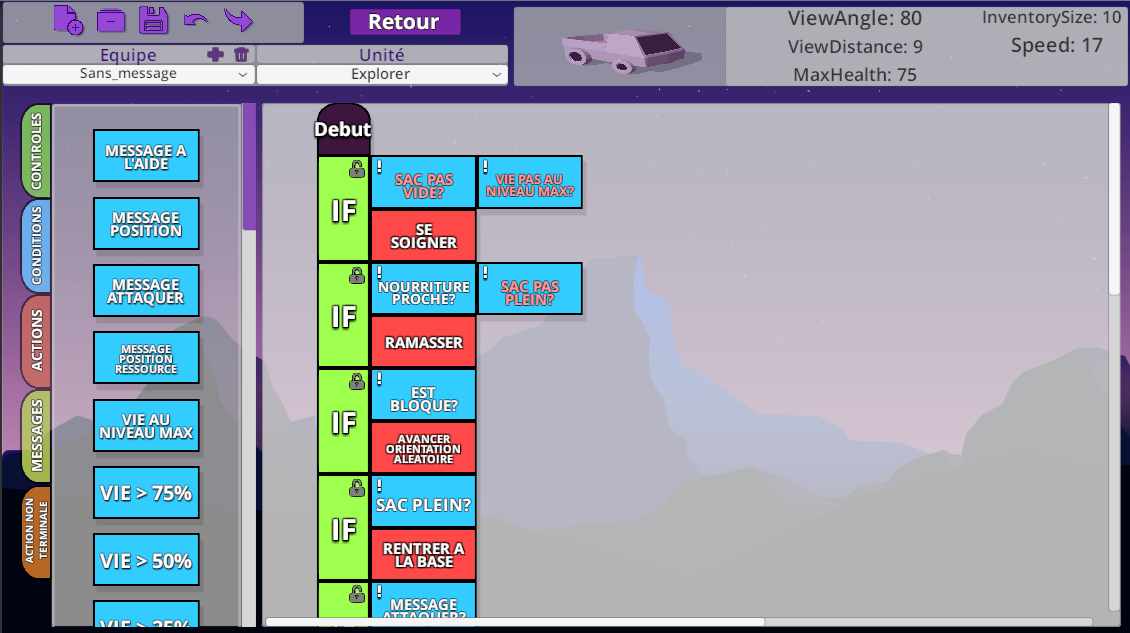 Retour
ViewAngle: 80
InventorySize: 10
ViewDistance: 9
Speed: 17
MaxHealth: 75
Equipe
Unité
Sans_message
Explorer
CONTROLES
CONDITIONS
ACTIONS
MESSAGES
ACTION NON
TERMINALE
MESSAGE A
L'AIDE
MESSAGE
POSITION
MESSAGE
ATTAQUER
MESSAGE
POSITION
RESSOURCE
VIE AU
NIVEAU MAX
VIE > 75%
VIE > 50%
VIE > 25%
Debut
IF
!
SAC PAS
VIDE?
!
VIE PAS AU
NIVEAU MAX?
SE
SOIGNER
IF
!
NOURRITURE
PROCHE?
!
SAC PAS
PLEIN?
RAMASSER
IF
!
EST
BLOQUE?
AVANCER
ORIENTATION
ALEATOIRE
IF
!
SAC PLEIN?
RENTRER A
LA BASE
!
MESSAGE
ATTAQUER?